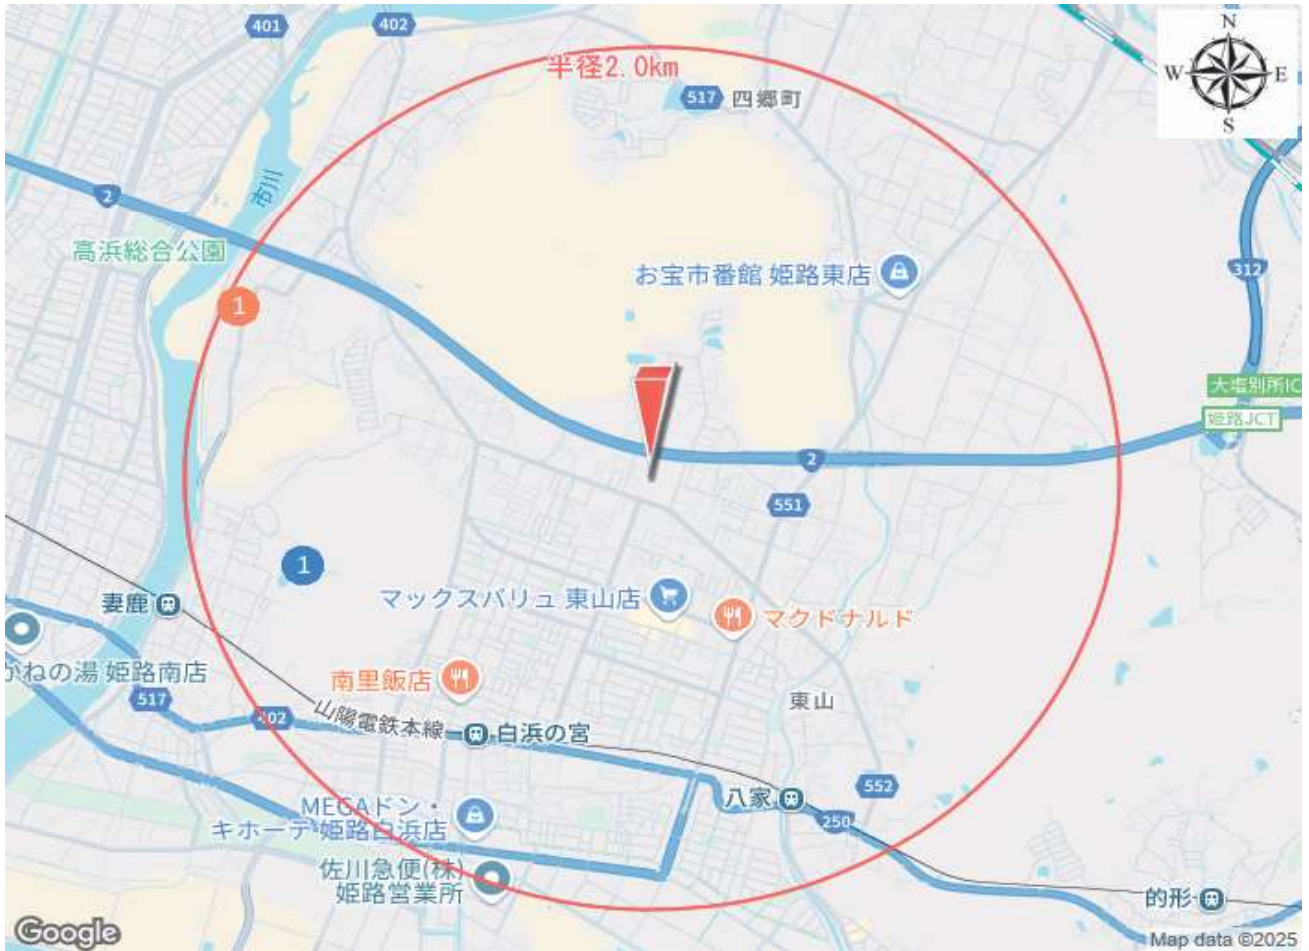 401
402
N
W
E
S
半径2.0km
517
四郷町
2
市川
高浜総合公園
お宝市番館 姫路東店
312
1
大塩別所IC
姫路JCT
2
551
1
マックスバリュ 東山店
マクドナルド
妻鹿
かねの湯 姫路南店
南里飯店
517
402
山陽電鉄本線
白浜の宮
東山
MEGAドン・
キホーテ 姫路白浜店
八家
552
250
佐川急便(株)
姫路営業所
的形
Google
Map data ©2025